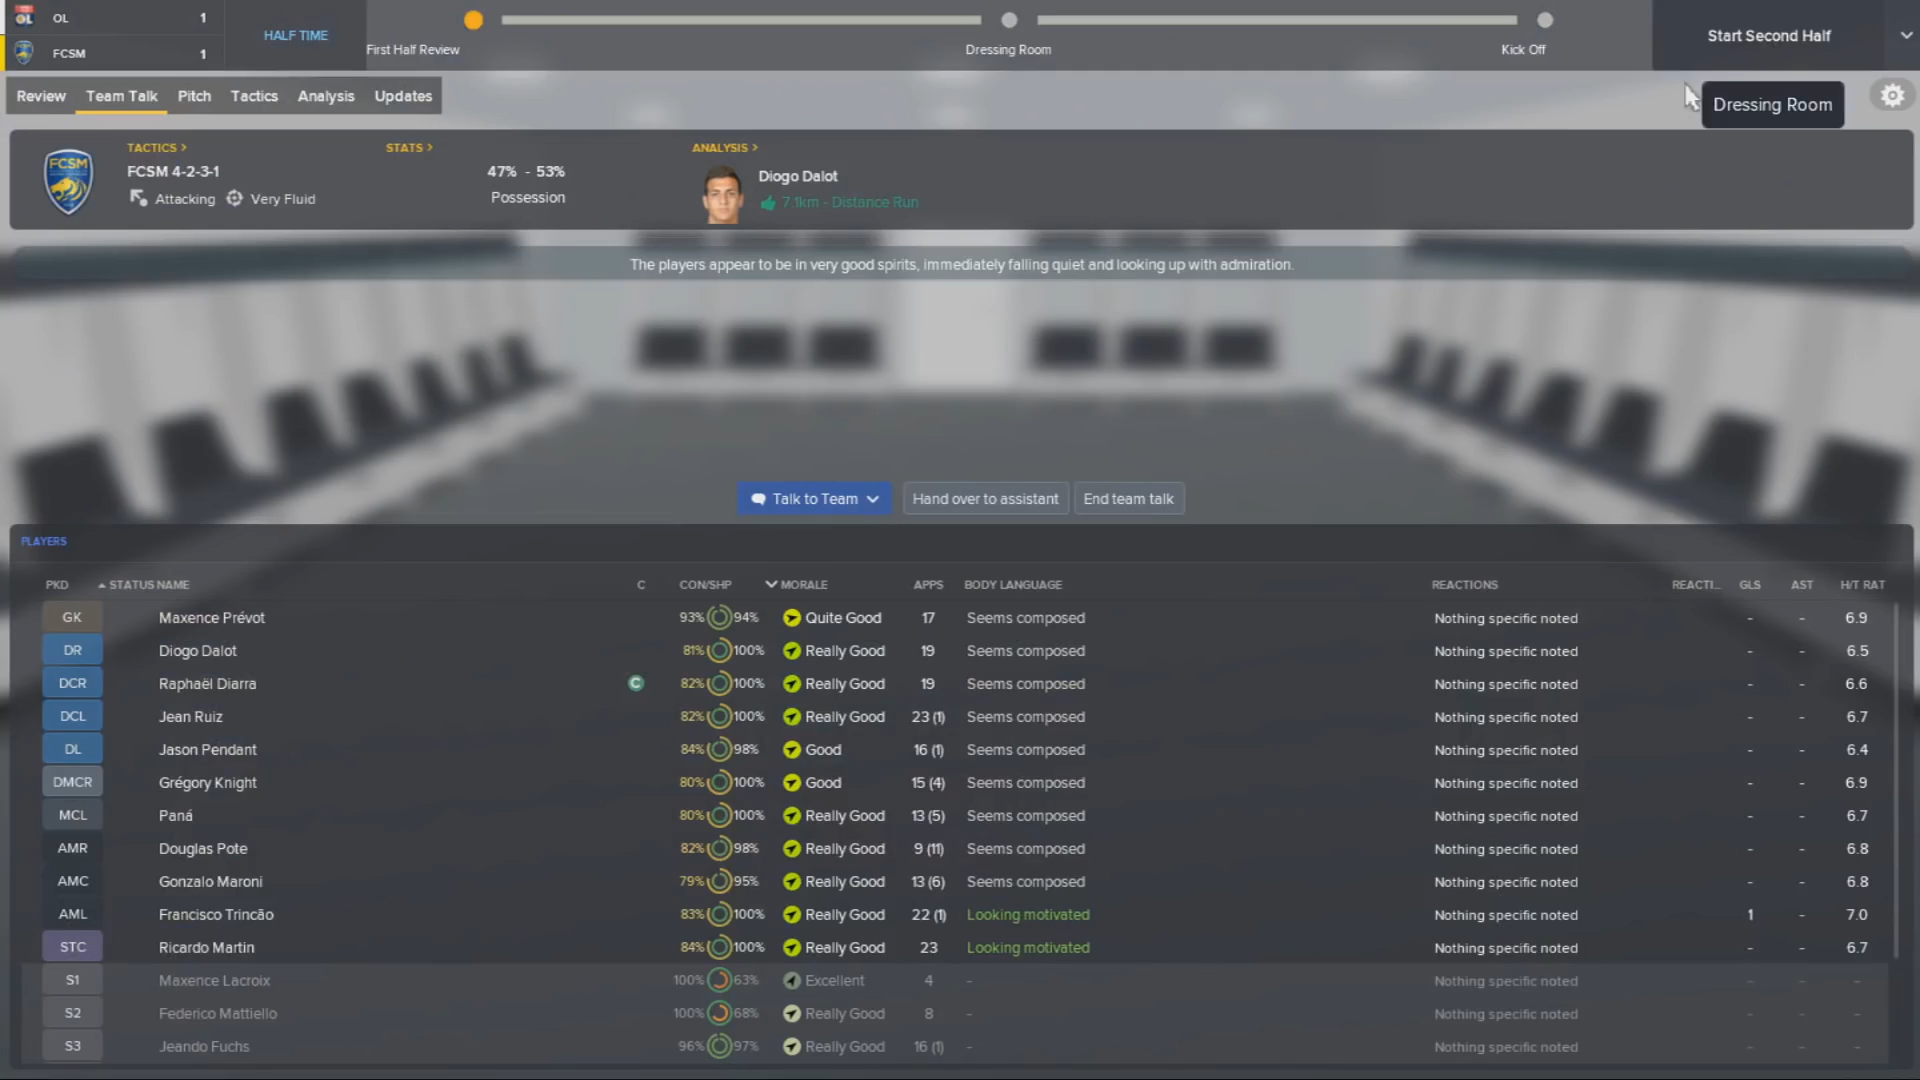 OL 1
FCSM 1
HALF TIME
First Half Review
Dressing Room
Kick Off
Start Second Half
Review Team Talk Pitch Tactics Analysis Updates
Dressing Room
FCSM
TACTICS >
FCSM 4-2-3-1
Attacking Very Fluid
STATS >
47% - 53%
Possession
ANALYSIS >
Diogo Dalot
7.1km - Distance Run
The players appear to be in very good spirits, immediately falling quiet and looking up with admiration.
Talk to Team
Hand over to assistant
End team talk
PLAYERS
PKD STATUS NAME C CON/SHP MORALE APPS BODY LANGUAGE REACTIONS REACTI... GLS AST H/T RAT
GK Maxence Prévot 93% 94% Quite Good 17 Seems composed Nothing specific noted - - 6.9
DR Diogo Dalot 81% 100% Really Good 19 Seems composed Nothing specific noted - - 6.5
DCR Raphaël Diarra C 82% 100% Really Good 19 Seems composed Nothing specific noted - - 6.6
DCL Jean Ruiz 82% 100% Really Good 23 (1) Seems composed Nothing specific noted - - 6.7
DL Jason Pendant 84% 98% Good 16 (1) Seems composed Nothing specific noted - - 6.4
DMCR Grégory Knight 80% 100% Good 15 (4) Seems composed Nothing specific noted - - 6.9
MCL Paná 80% 100% Really Good 13 (5) Seems composed Nothing specific noted - - 6.7
AMR Douglas Pote 82% 98% Really Good 9 (11) Seems composed Nothing specific noted - - 6.8
AMC Gonzalo Maroni 79% 95% Really Good 13 (6) Seems composed Nothing specific noted - - 6.8
AML Francisco Trincão 83% 100% Really Good 22 (1) Looking motivated Nothing specific noted 1 - 7.0
STC Ricardo Martin 84% 100% Really Good 23 Looking motivated Nothing specific noted - - 6.7
S1 Maxence Lacroix 100% 63% Excellent 4 - Nothing specific noted - - -
S2 Federico Mattiello 100% 68% Really Good 8 - Nothing specific noted - - -
S3 Jeando Fuchs 96% 97% Really Good 16 (1) - Nothing specific noted - - -